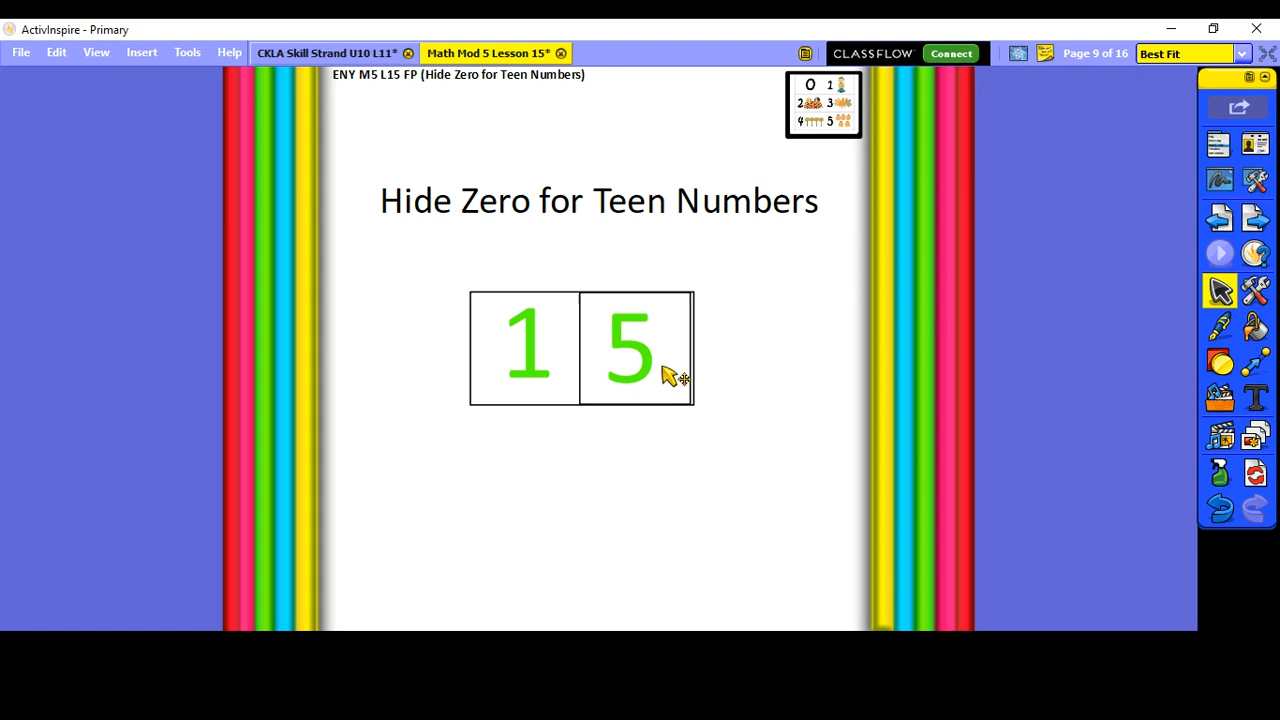 ActivInspire - Primary
File Edit View Insert Tools Help CKLA Skill Strand U10 L11* Math Mod 5 Lesson 15* CLASSFLOW Connect Page 9 of 16 Best Fit
ENY M5 L15 FP (Hide Zero for Teen Numbers)
0 1
2 3
4 5
Hide Zero for Teen Numbers
1 5